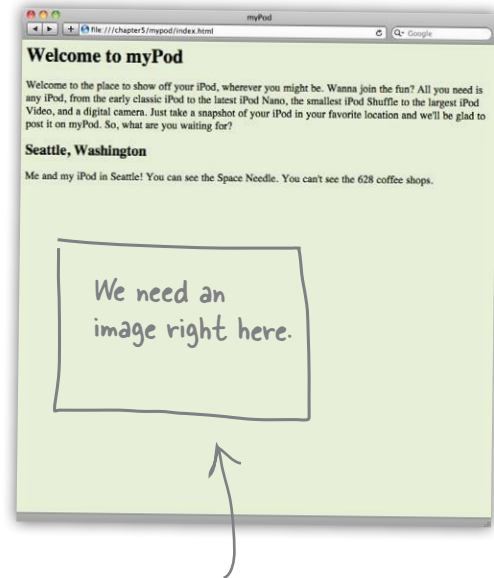 myPod
file:///chapter5/mypod/index.html
Google
Welcome to myPod
Welcome to the place to show off your iPod, wherever you might be. Wanna join the fun? All you need is
any iPod, from the early classic iPod to the latest iPod Nano, the smallest iPod Shuffle to the largest iPod
Video, and a digital camera. Just take a snapshot of your iPod in your favorite location and we'll be glad to
post it on myPod. So, what are you waiting for?
Seattle, Washington
Me and my iPod in Seattle! You can see the Space Needle. You can't see the 628 coffee shops.
We need an
image right here.